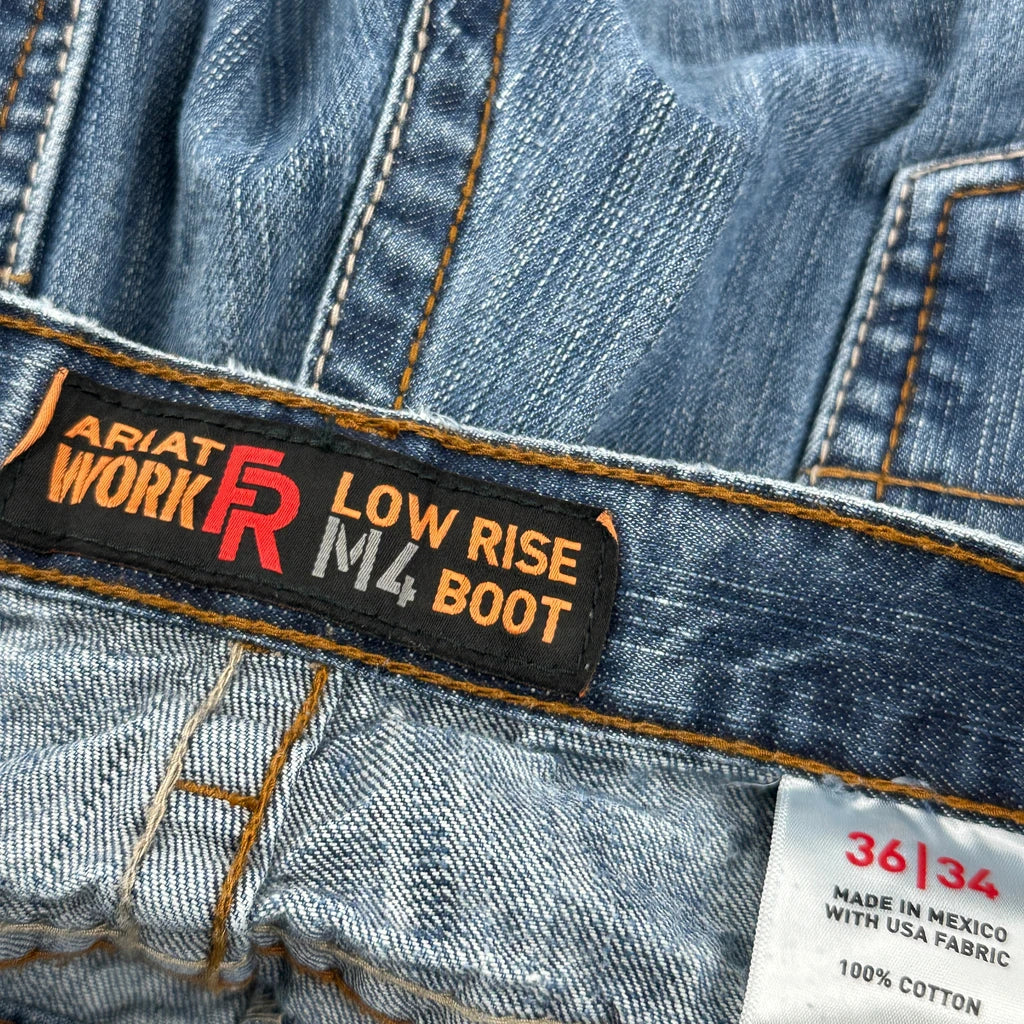 ARIAT
WORK FR
LOW RISE
M4 BOOT
36|34
MADE IN MEXICO
WITH USA FABRIC
100% COTTON